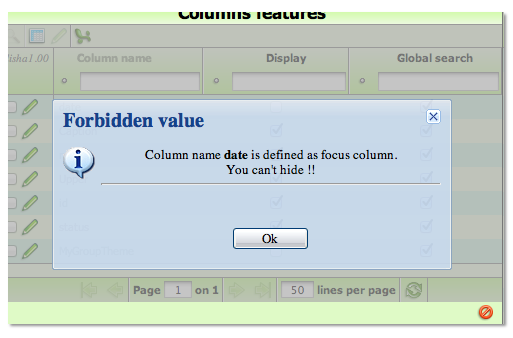 Columns features
Column name
Display
Global search
Forbidden value
Column name date is defined as focus column.
You can't hide !!
Ok
Page 1 on 1
50 lines per page